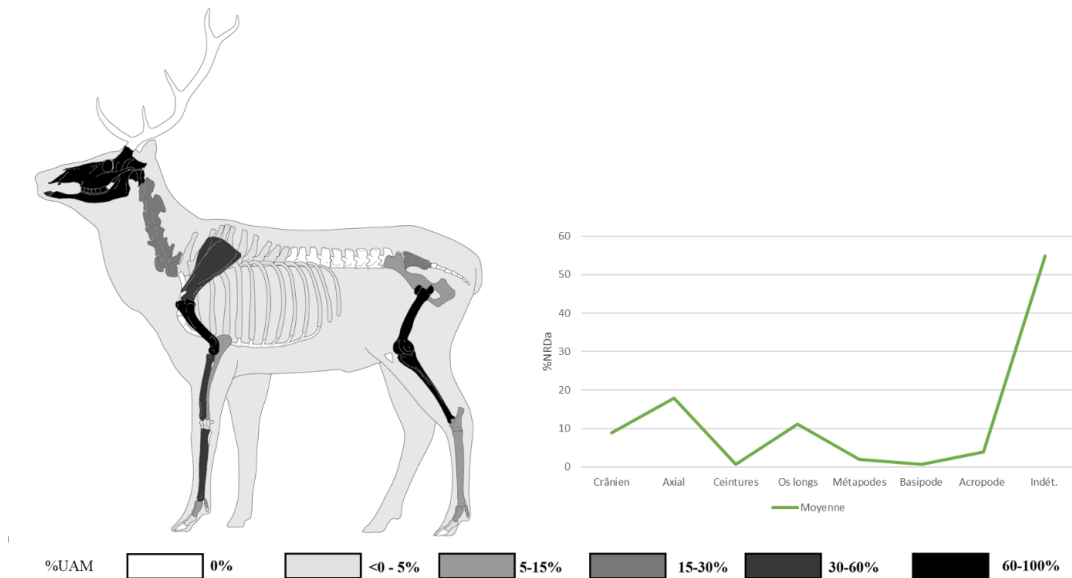 60
50
40
30
20
10
0
%NRDa
Crânien Axial Ceintures Os longs Métapodes Basipode Acropode Indét.
Moyenne
%UAM 0% <0 - 5% 5-15% 15-30% 30-60% 60-100%